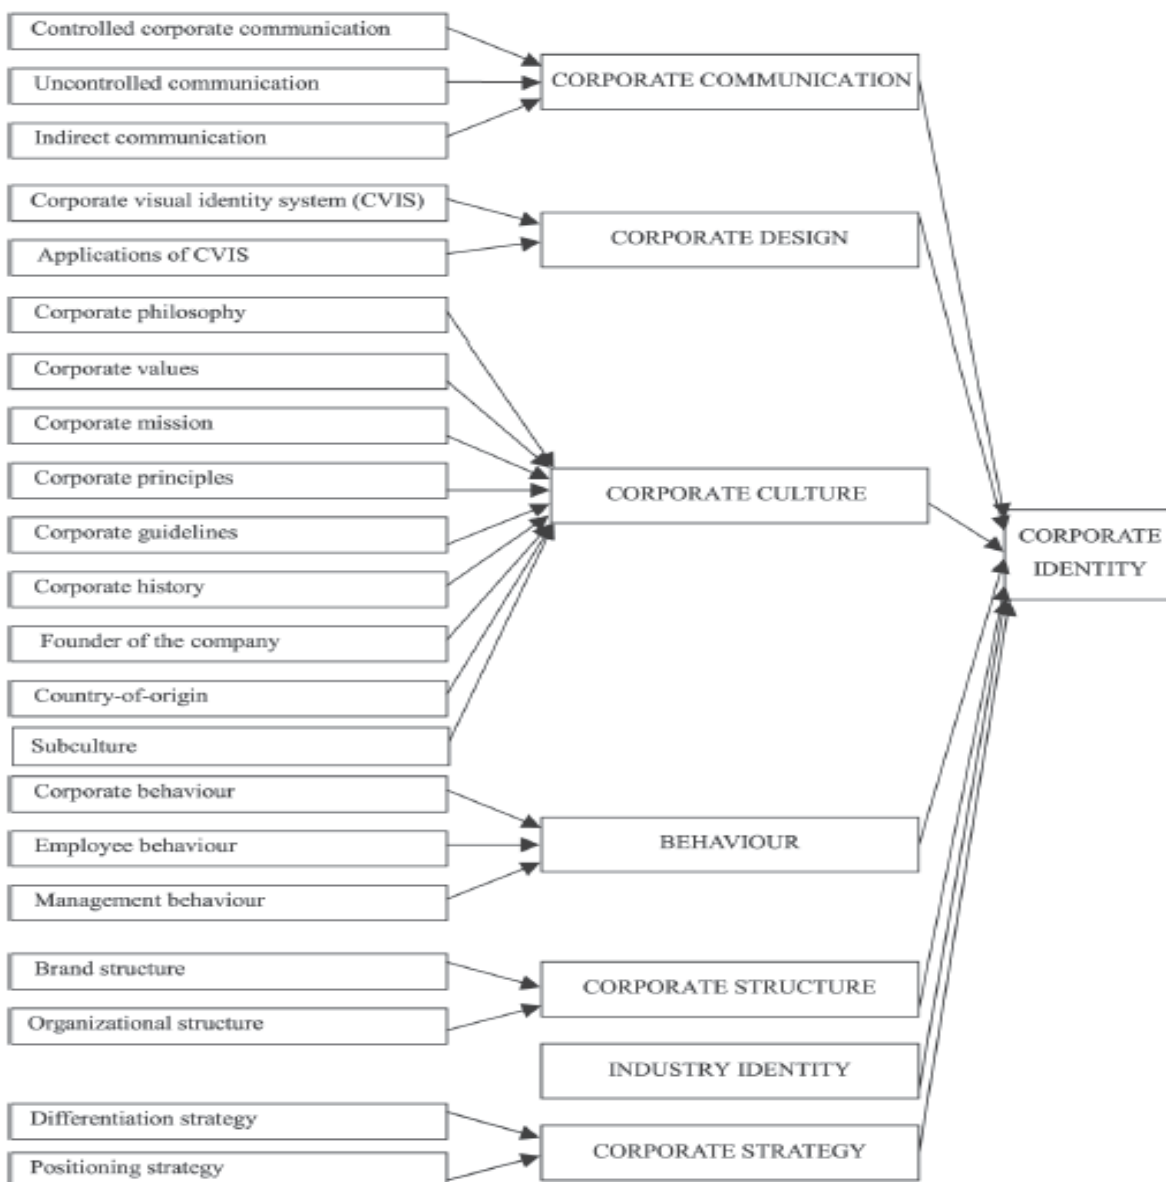 Controlled corporate communication
Uncontrolled communication
Indirect communication
Corporate visual identity system (CVIS)
Applications of CVIS
Corporate philosophy
Corporate values
Corporate mission
Corporate principles
Corporate guidelines
Corporate history
Founder of the company
Country-of-origin
Subculture
Corporate behaviour
Employee behaviour
Management behaviour
Brand structure
Organizational structure
Differentiation strategy
Positioning strategy
CORPORATE COMMUNICATION
CORPORATE DESIGN
CORPORATE CULTURE
BEHAVIOUR
CORPORATE STRUCTURE
INDUSTRY IDENTITY
CORPORATE STRATEGY
CORPORATE
IDENTITY